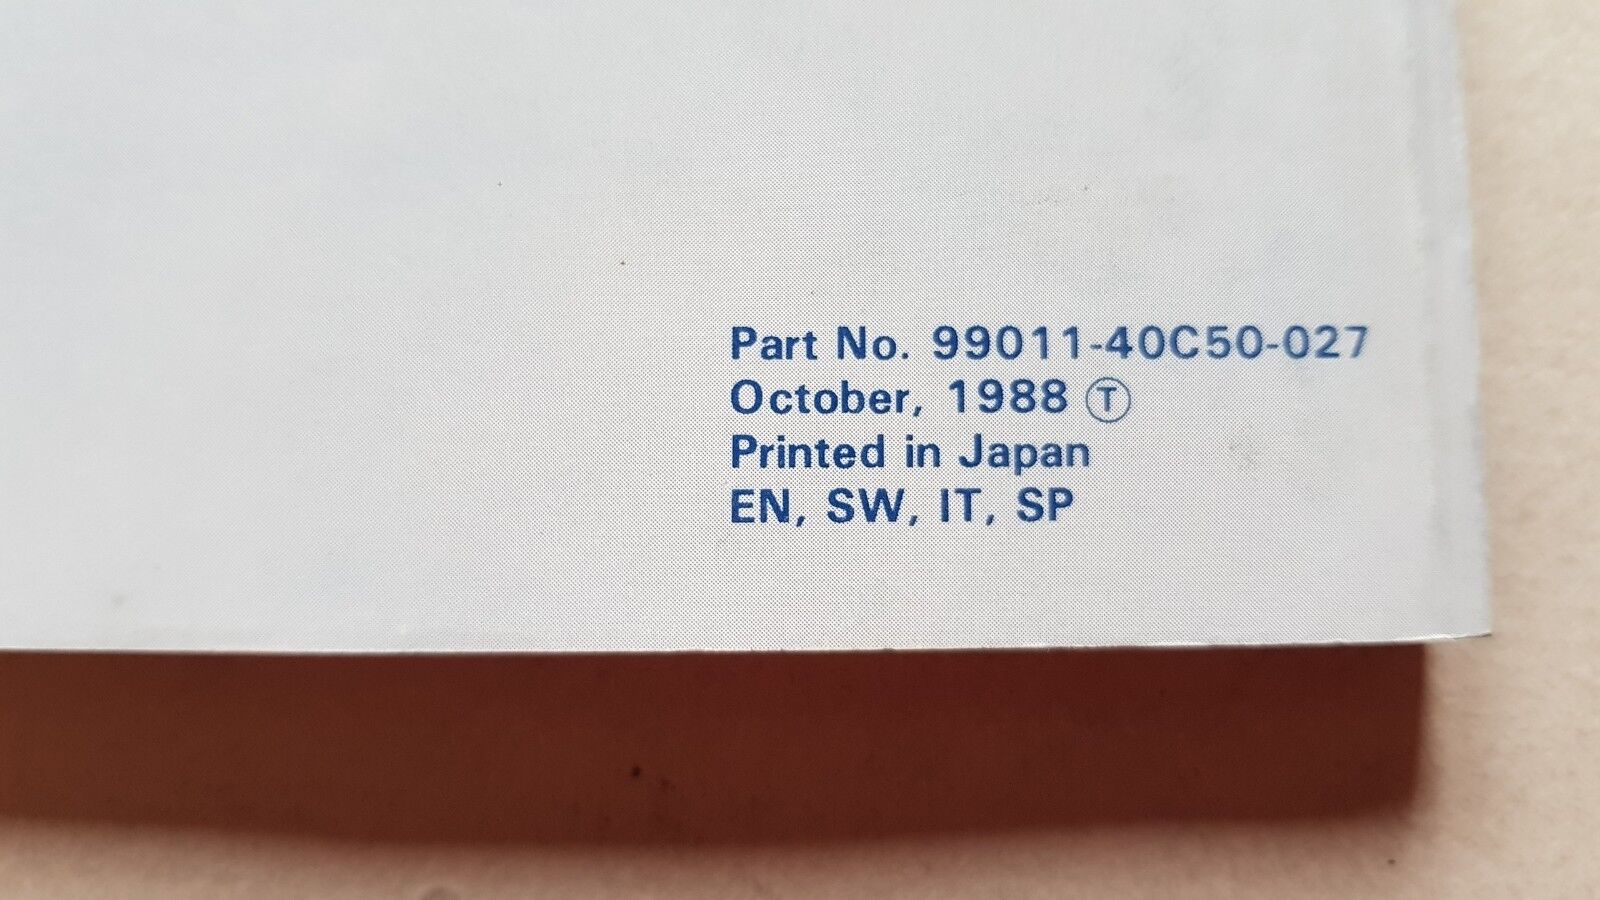 Part No. 99011-40C50-027
October, 1988 Ⓣ
Printed in Japan
EN, SW, IT, SP